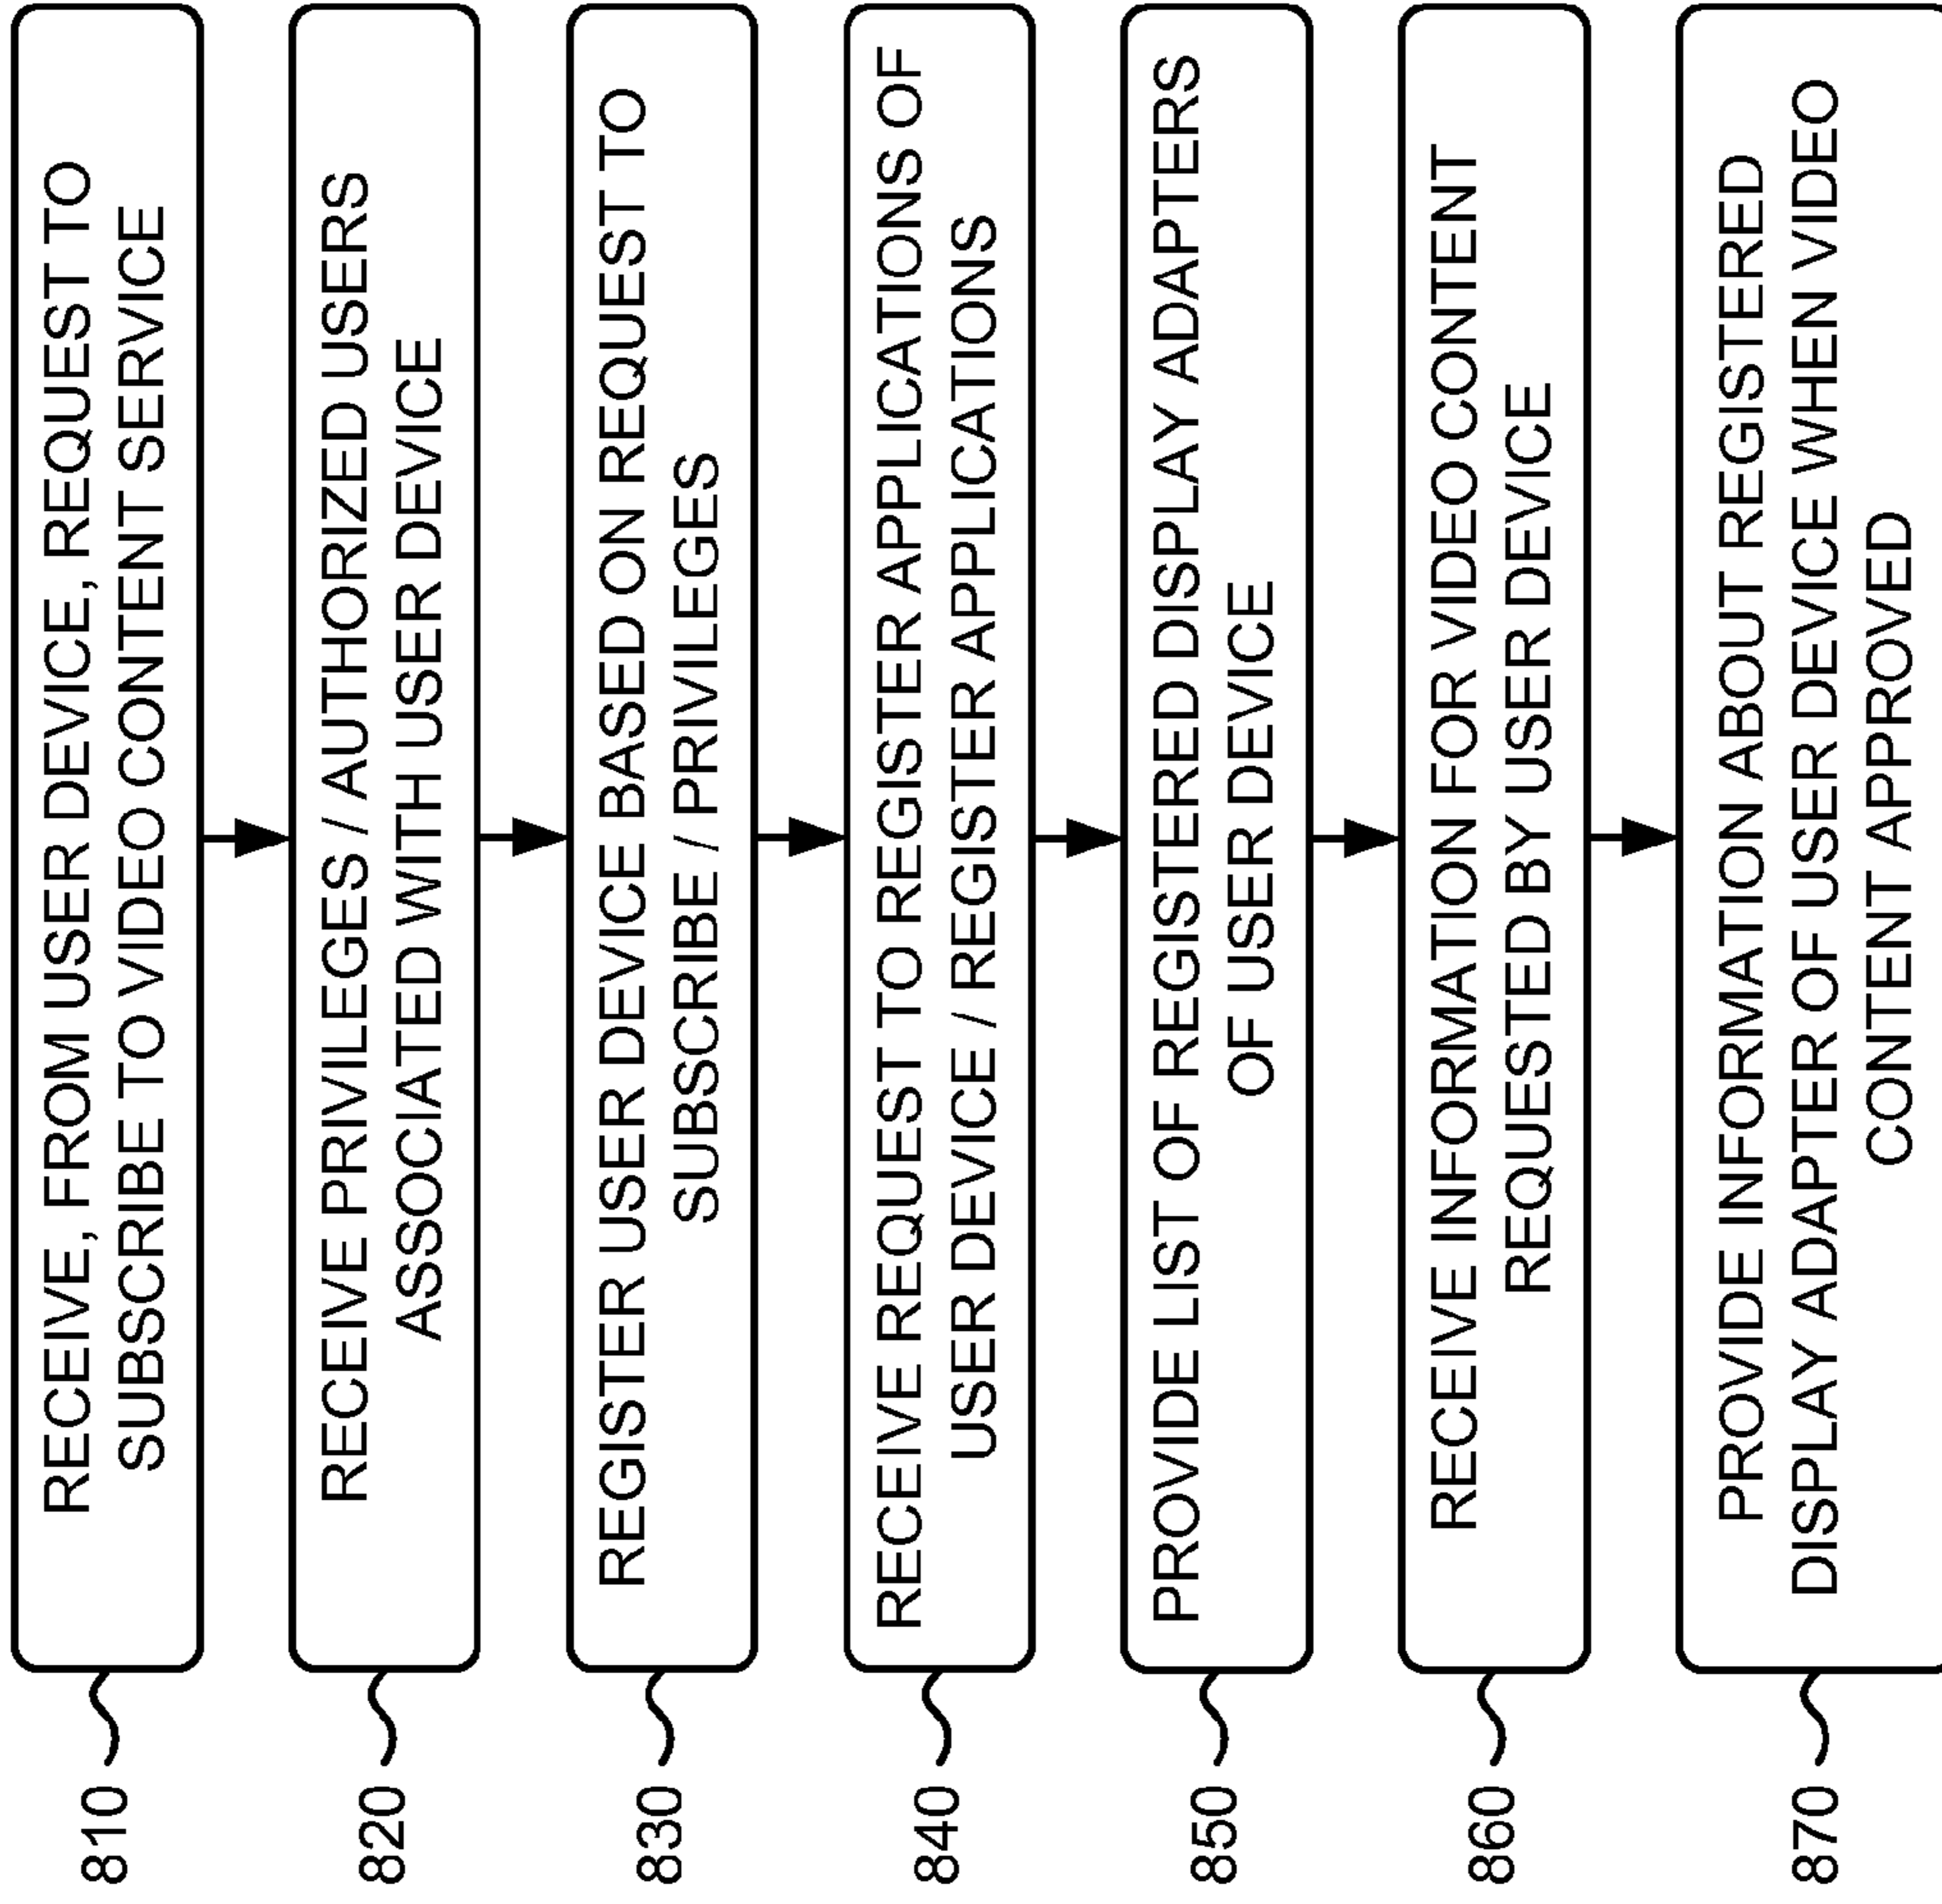 810
RECEIVE, FROM USER DEVICE, REQUEST TO
SUBSCRIBE TO VIDEO CONTENT SERVICE
820
RECEIVE PRIVILEGES / AUTHORIZED USERS
ASSOCIATED WITH USER DEVICE
830
REGISTER USER DEVICE BASED ON REQUEST TO
SUBSCRIBE / PRIVILEGES
840
RECEIVE REQUEST TO REGISTER APPLICATIONS OF
USER DEVICE / REGISTER APPLICATIONS
850
PROVIDE LIST OF REGISTERED DISPLAY ADAPTERS
OF USER DEVICE
860
RECEIVE INFORMATION FOR VIDEO CONTENT
REQUESTED BY USER DEVICE
870
PROVIDE INFORMATION ABOUT REGISTERED
DISPLAY ADAPTER OF USER DEVICE WHEN VIDEO
CONTENT APPROVED